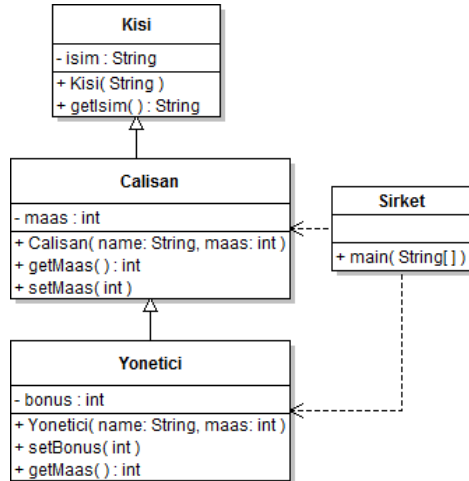 Kisi
- isim : String
+ Kisi( String )
+ getIsim( ) : String
Calisan
- maas : int
+ Calisan( name: String, maas: int )
+ getMaas( ) : int
+ setMaas( int )
Sirket
+ main( String[ ] )
Yonetici
- bonus : int
+ Yonetici( name: String, maas: int )
+ setBonus( int )
+ getMaas( ) : int